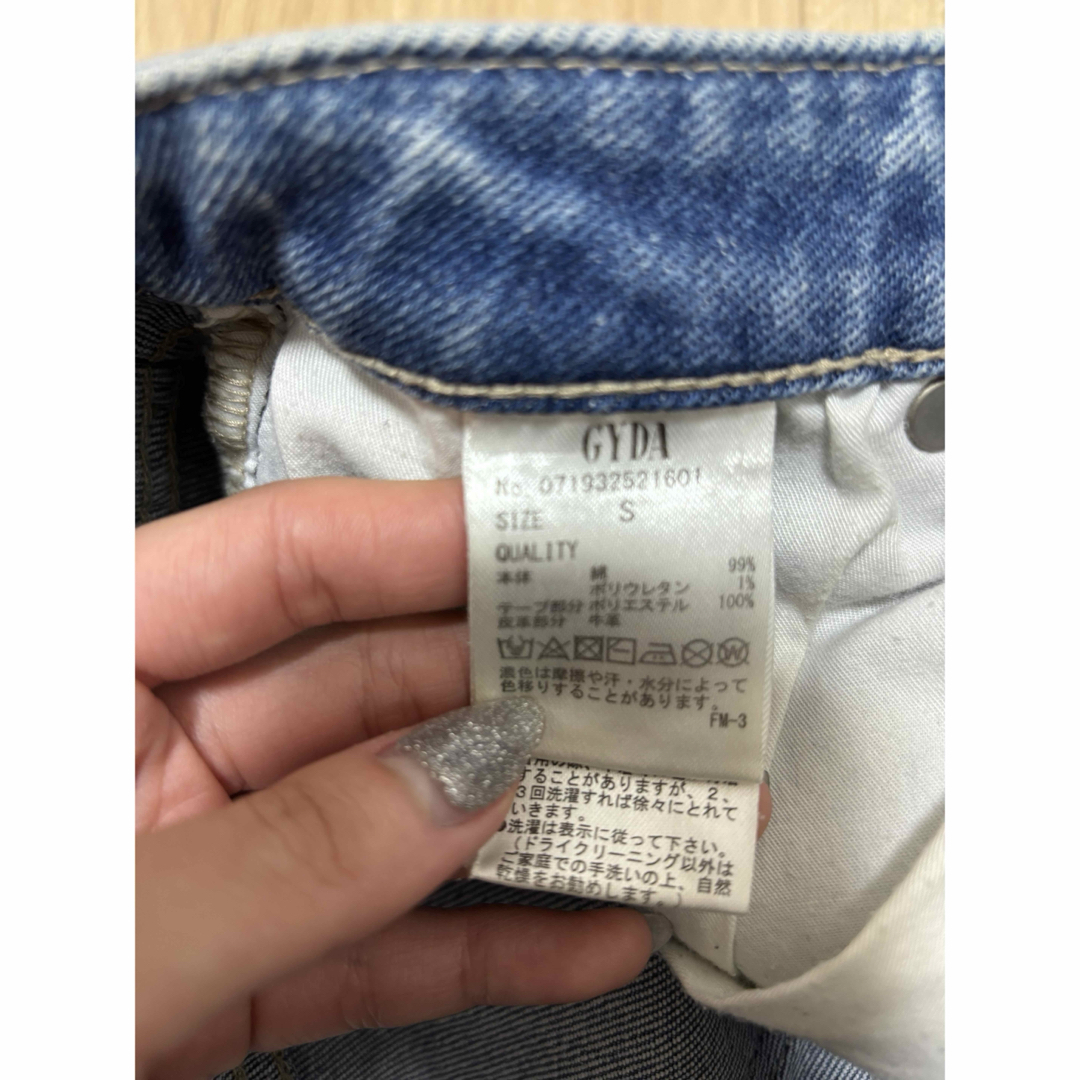 GYDA
No. 071932521601
SIZE S
QUALITY
本体 綿 99%
ポリウレタン 1%
テープ部分 ポリエステル 100%
皮革部分 牛革
濃色は摩擦や汗・水分によって
色移りすることがあります。
FM-3
することがありますが、2、
3回洗濯すれば徐々にとれて
いきます。
●洗濯は表示に従って下さい。
(ドライクリーニング以外は
ご家庭での手洗いの上、自然
乾燥をお勧めします。)